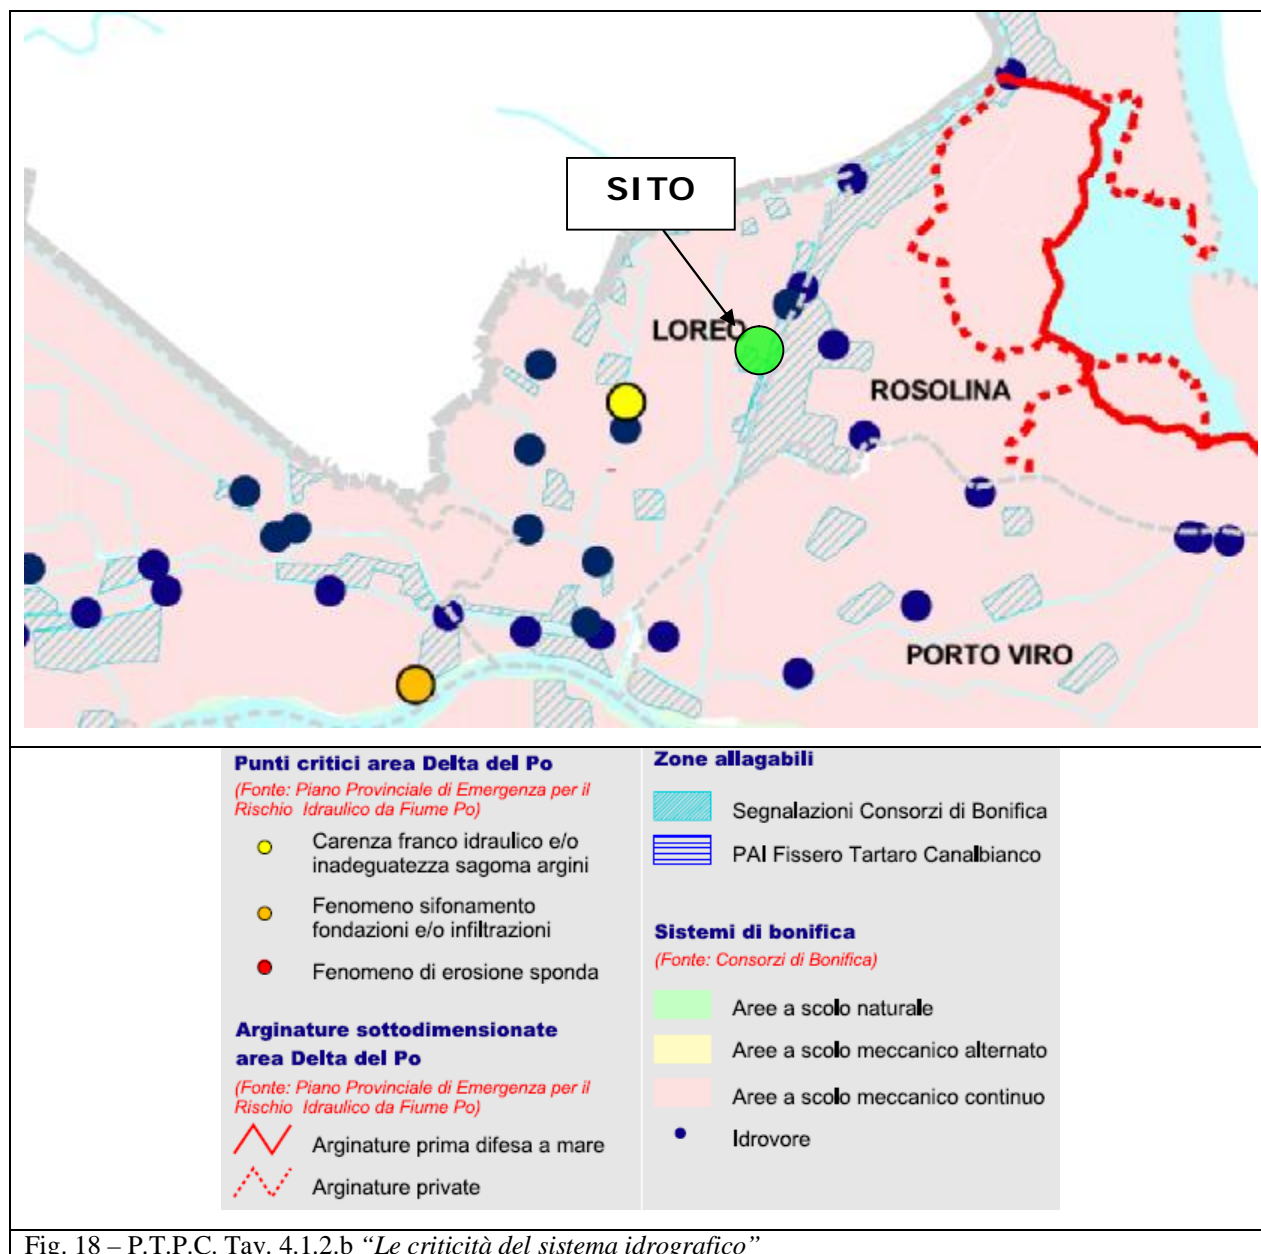 SITO
LOREO
ROSOLINA
PORTO VIRO
Punti critici area Delta del Po
(Fonte: Piano Provinciale di Emergenza per il
Rischio Idraulico da Fiume Po)
Carenza franco idraulico e/o
inadeguatezza sagoma argini
Fenomeno sifonamento
fondazioni e/o infiltrazioni
Fenomeno di erosione sponda
Arginature sottodimensionate
area Delta del Po
(Fonte: Piano Provinciale di Emergenza per il
Rischio Idraulico da Fiume Po)
Arginature prima difesa a mare
Arginature private
Zone allagabili
Segnalazioni Consorzi di Bonifica
PAI Fissero Tartaro Canalbianco
Sistemi di bonifica
(Fonte: Consorzi di Bonifica)
Aree a scolo naturale
Aree a scolo meccanico alternato
Aree a scolo meccanico continuo
Idrovore
Fig. 18 – P.T.P.C. Tav. 4.1.2.b “Le criticità del sistema idrografico”